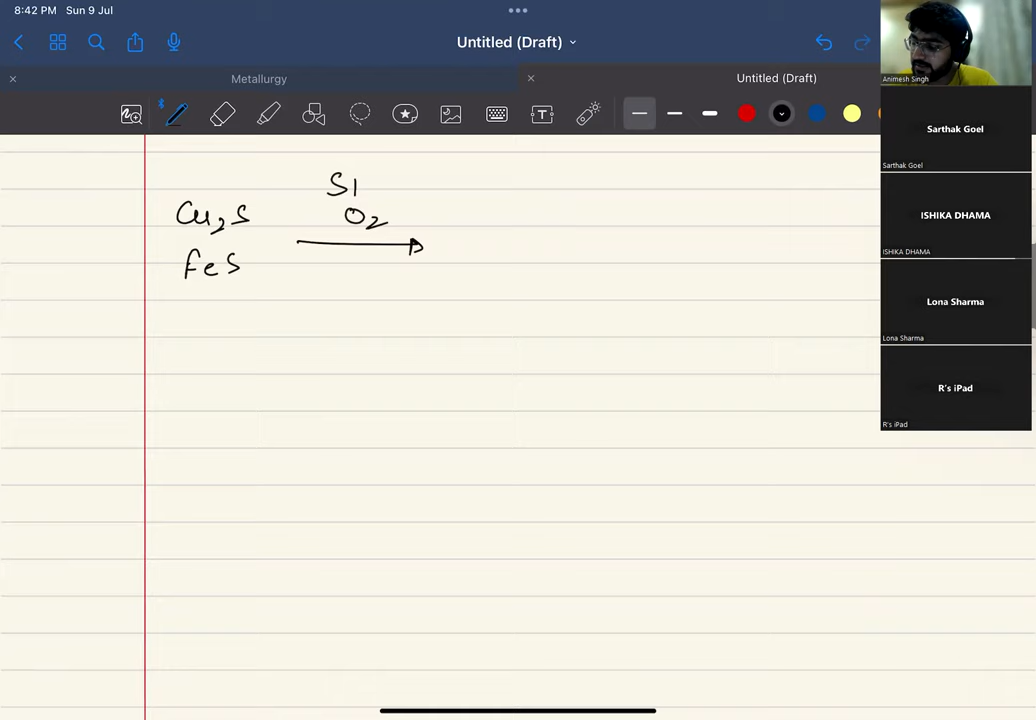 8:42 PM Sun 9 Jul
Untitled (Draft)
Metallurgy
Untitled (Draft)
Animesh Singh
Sarthak Goel
Sarthak Goel
ISHIKA DHAMA
ISHIKA DHAMA
Lona Sharma
Lona Sharma
R's iPad
R's iPad
SI
Cu2S O2
FeS